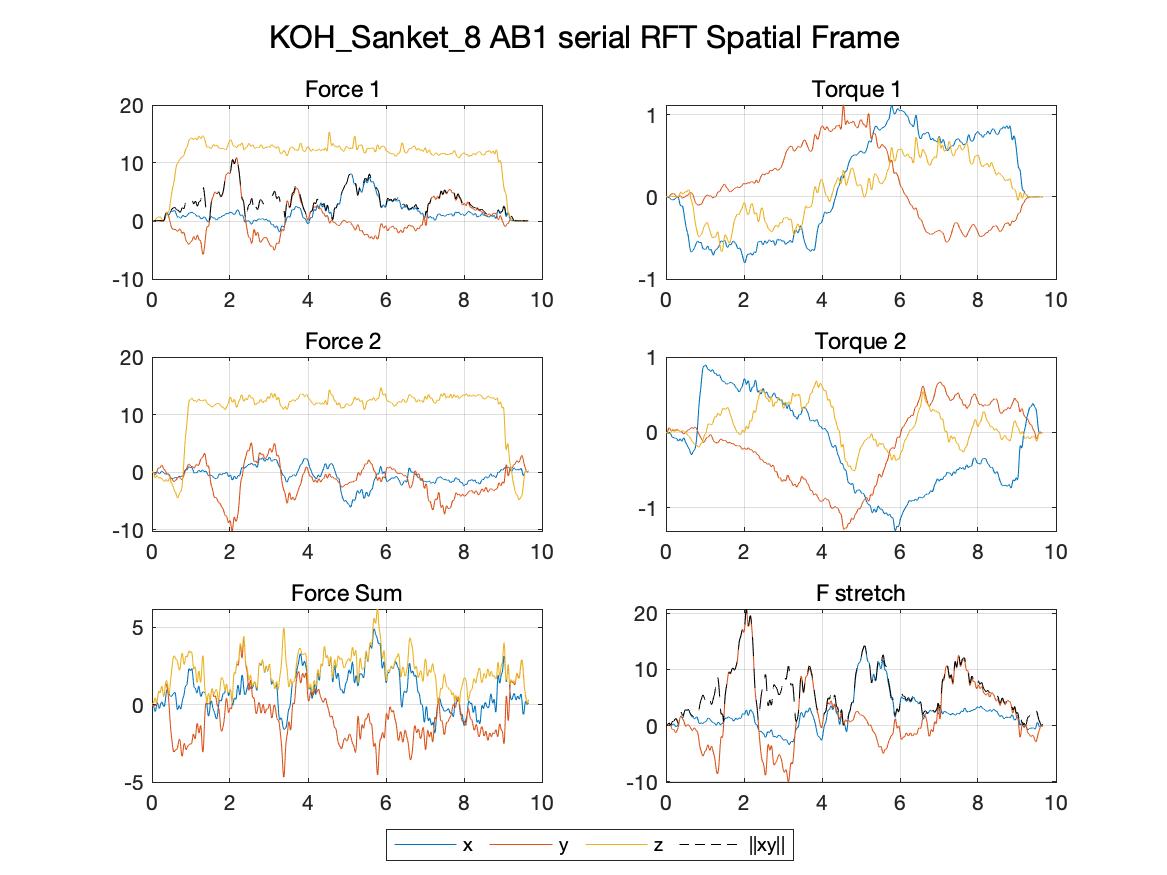 KOH_Sanket_8 AB1 serial RFT Spatial Frame
Force 1
20
10
0
-10
0 2 4 6 8 10
Torque 1
1
0
-1
0 2 4 6 8 10
Force 2
20
10
0
-10
0 2 4 6 8 10
Torque 2
1
0
-1
0 2 4 6 8 10
Force Sum
5
0
-5
0 2 4 6 8 10
F stretch
20
10
0
-10
0 2 4 6 8 10
x y z ||xy||